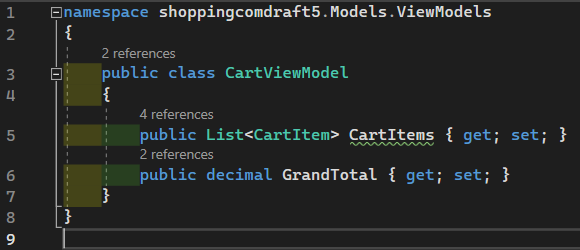 1 namespace shoppingcomdraft5.Models.ViewModels
2 {
2 references
3 public class CartViewModel
4 {
4 references
5 public List<CartItem> CartItems { get; set; }
2 references
6 public decimal GrandTotal { get; set; }
7 }
8 }
9